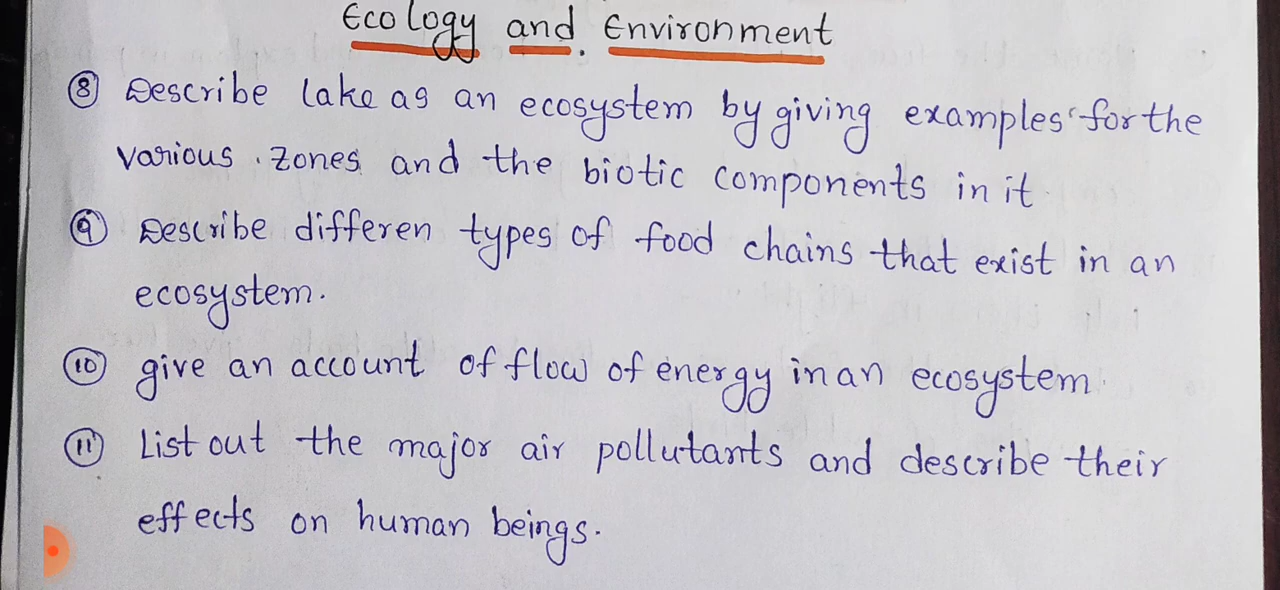 Ecology and Environment
⑧ Describe lake as an ecosystem by giving examples for the
various zones and the biotic components in it
⑨ Describe differen types of food chains that exist in an
ecosystem.
⑩ give an account of flow of energy in an ecosystem.
⑪ List out the major air pollutants and describe their
effects on human beings.